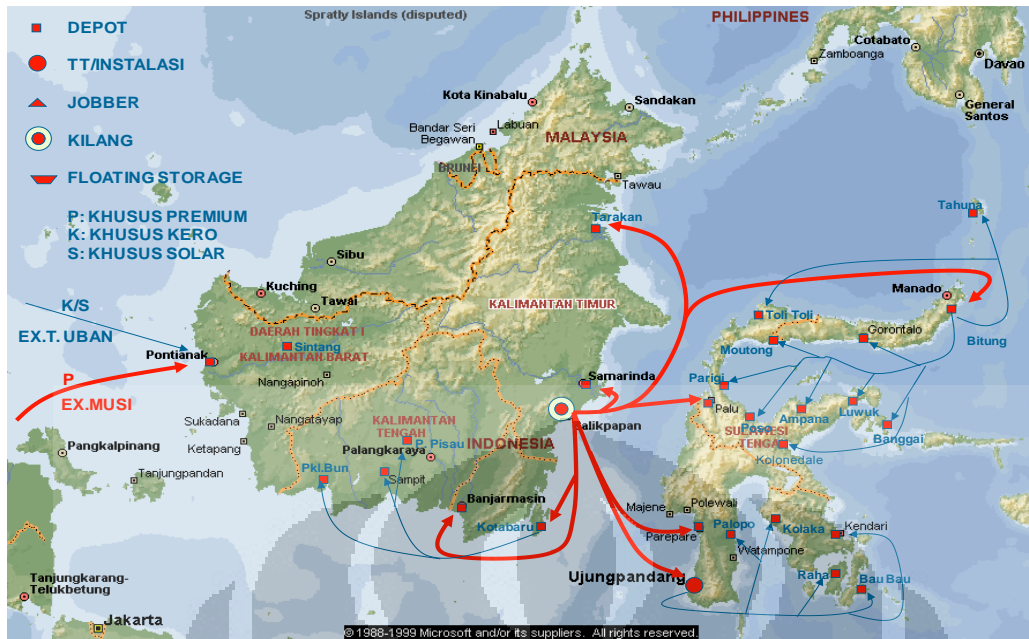 Spratly Islands (disputed)
PHILIPPINES
DEPOT
TT/INSTALASI
JOBBER
KILANG
FLOATING STORAGE
P: KHUSUS PREMIUM
K: KHUSUS KERO
S: KHUSUS SOLAR
Cotabato
Zamboanga
Davao
General
Santos
Kota Kinabalu
Sandakan
Labuan
Bandar Seri
Begawan
MALAYSIA
BRUNEI
Tawau
Tarakan
Tahuna
Sibu
Kuching
Tawai
KALIMANTAN TIMUR
Manado
K/S
EX.T. UBAN
DAERAH TINGKAT I
KALIMANTAN BARAT
Sintang
Pontianak
Nangapinoh
Toli Toli
Moutong
Gorontalo
Bitung
P
EX.MUSI
Samarinda
Parigi
Palu
Poso
Ampana
Luwuk
Banggai
SULAWESI
TENGA
Kolonedale
Sukadana
Nangatayap
Ketapang
KALIMANTAN
TENGAH
P. Pisau
Palangkaraya
INDONESIA
Balikpapan
Pangkalpinang
Tanjungpandan
Pkl.Bun
Sampit
Banjarmasin
Kotabaru
Majene
Polewali
Parepare
Palopo
Kolaka
Kendari
Watampone
Ujungpandang
Raha
Bau Bau
Tanjungkarang-
Telukbetung
Jakarta
© 1988-1999 Microsoft and/or its suppliers. All rights reserved.